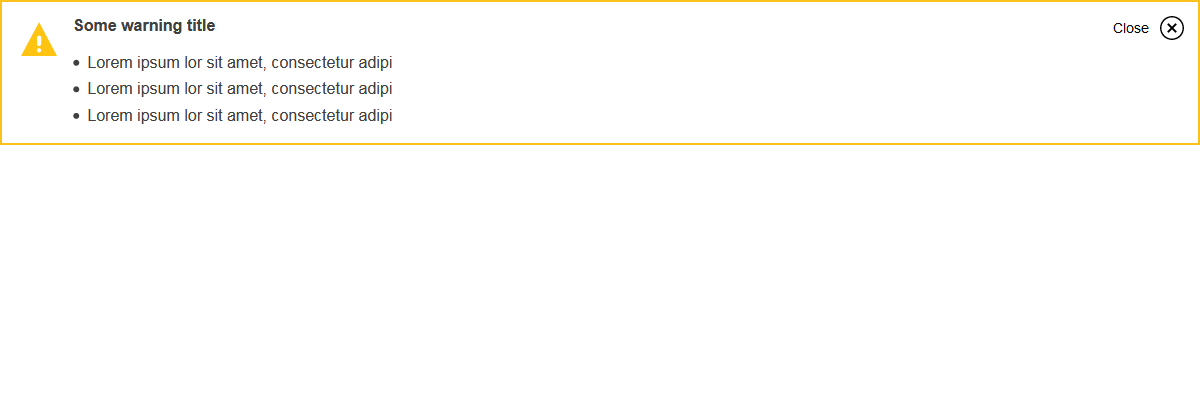 Some warning title
Close
Lorem ipsum lor sit amet, consectetur adipi
Lorem ipsum lor sit amet, consectetur adipi
Lorem ipsum lor sit amet, consectetur adipi